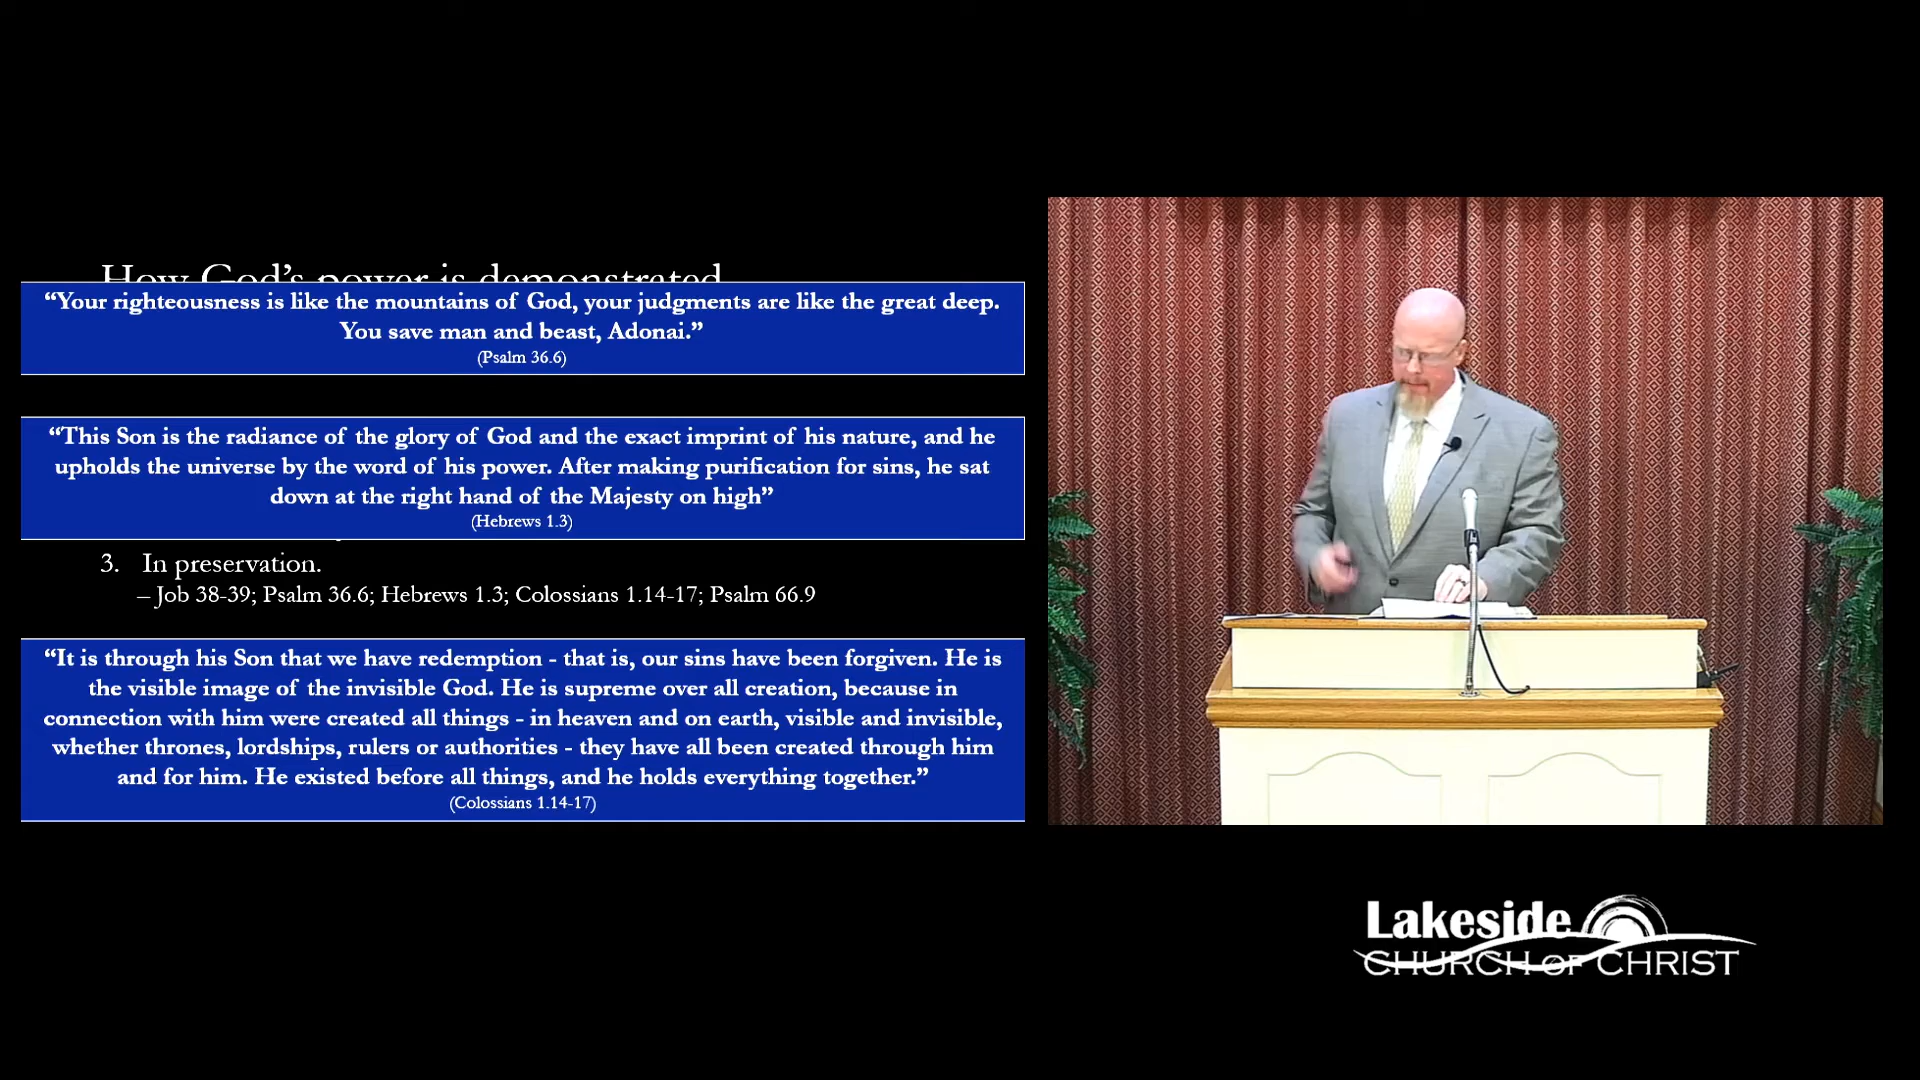 How God’s power is demonstrated
“Your righteousness is like the mountains of God, your judgments are like the great deep.
You save man and beast, Adonai.”
(Psalm 36.6)
“This Son is the radiance of the glory of God and the exact imprint of his nature, and he
upholds the universe by the word of his power. After making purification for sins, he sat
down at the right hand of the Majesty on high”
(Hebrews 1.3)
3. In preservation.
– Job 38-39; Psalm 36.6; Hebrews 1.3; Colossians 1.14-17; Psalm 66.9
“It is through his Son that we have redemption - that is, our sins have been forgiven. He is
the visible image of the invisible God. He is supreme over all creation, because in
connection with him were created all things - in heaven and on earth, visible and invisible,
whether thrones, lordships, rulers or authorities - they have all been created through him
and for him. He existed before all things, and he holds everything together.”
(Colossians 1.14-17)
Lakeside
CHURCH OF CHRIST